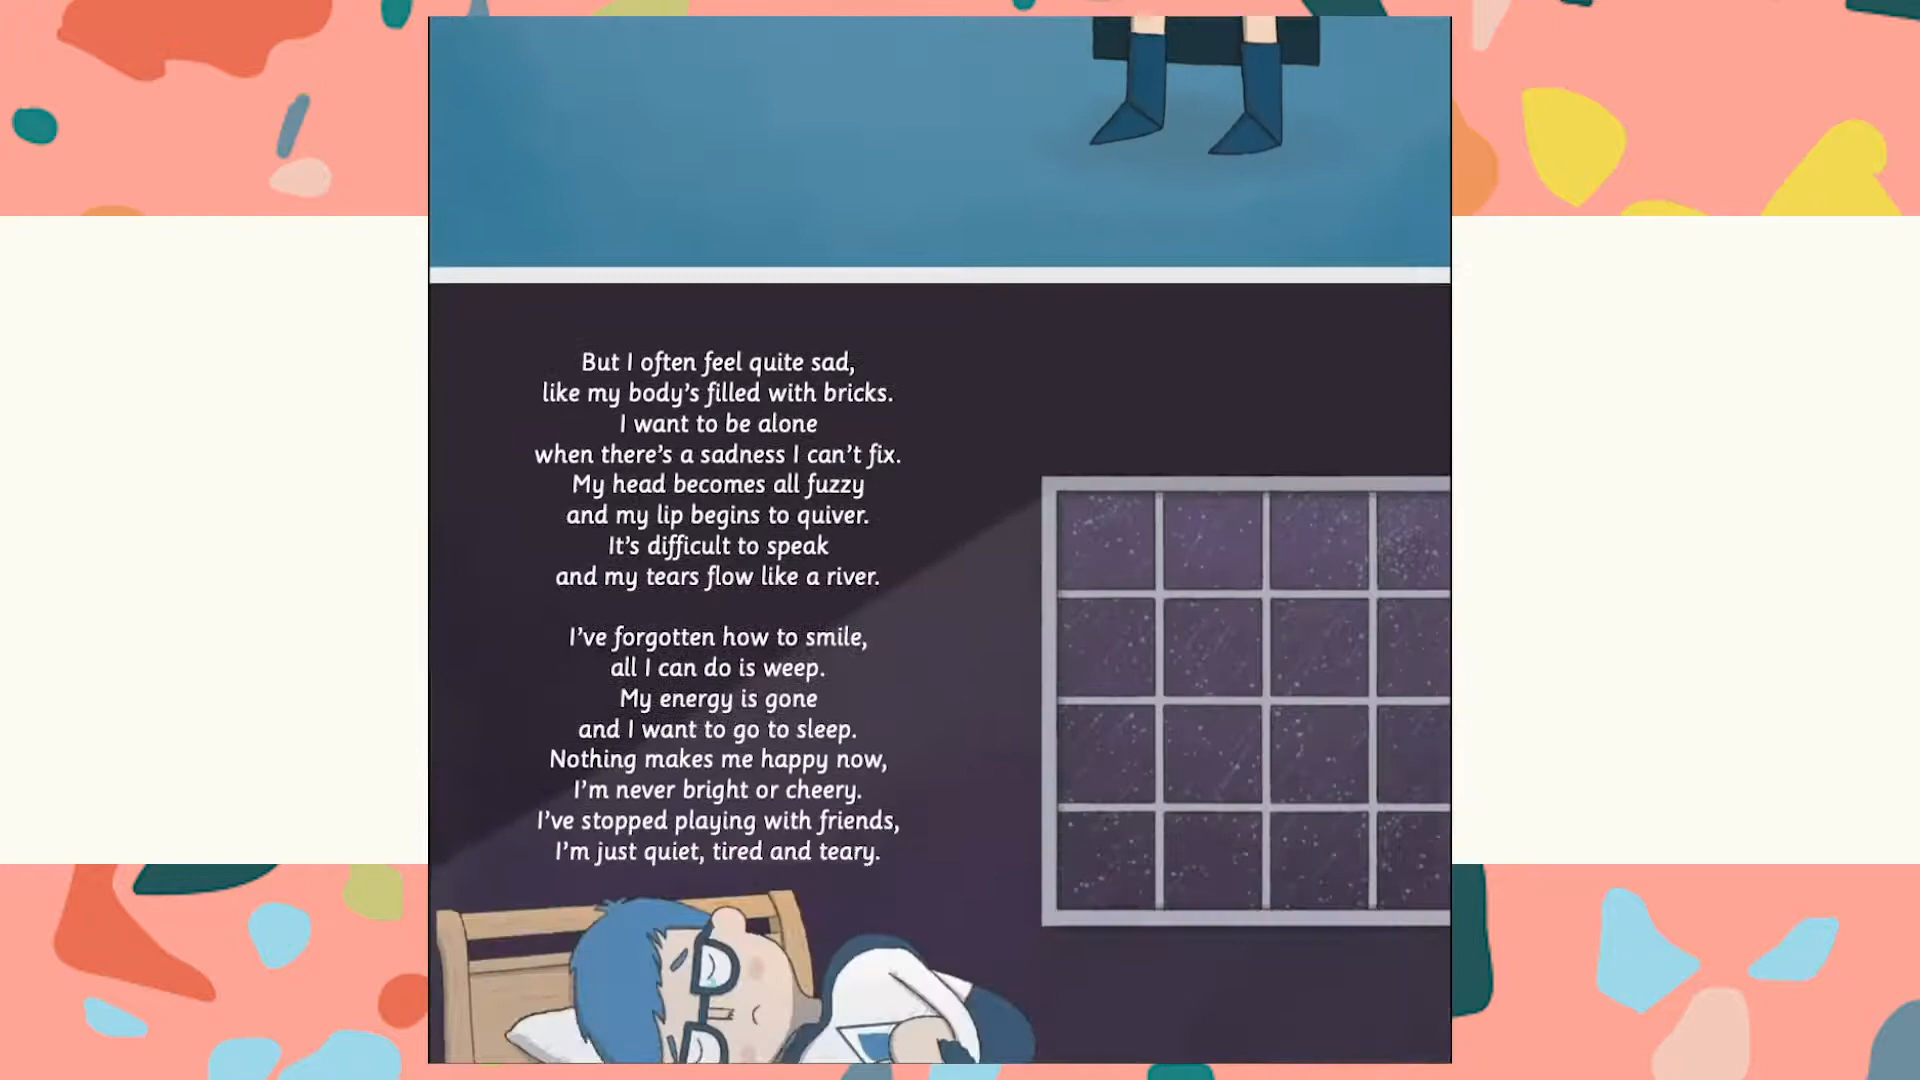 But I often feel quite sad,
like my body's filled with bricks.
I want to be alone
when there's a sadness I can't fix.
My head becomes all fuzzy
and my lip begins to quiver.
It's difficult to speak
and my tears flow like a river.
I've forgotten how to smile,
all I can do is weep.
My energy is gone
and I want to go to sleep.
Nothing makes me happy now,
I'm never bright or cheery.
I've stopped playing with friends,
I'm just quiet, tired and teary.